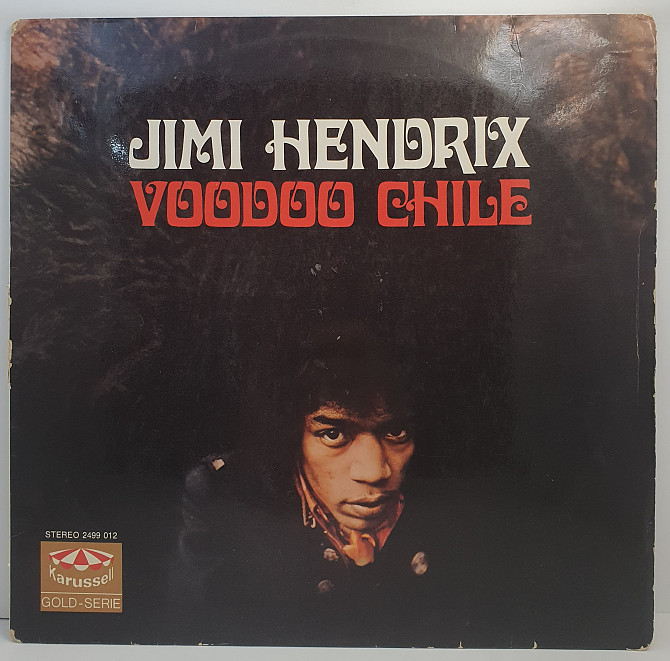 JIMI HENDRIX
VOODOO CHILE
STEREO 2499 012
Karussell
GOLD-SERIE